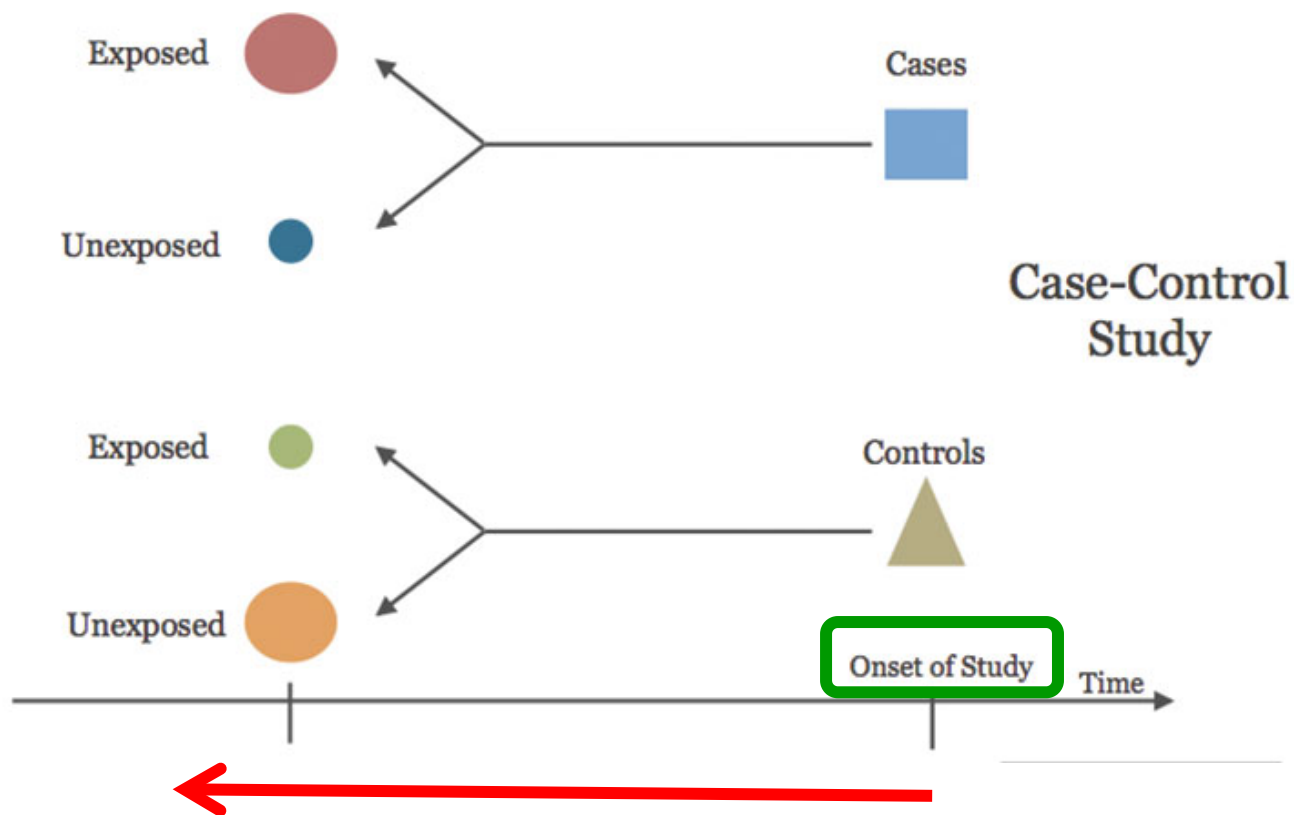 Exposed
Cases
Unexposed
Case-Control
Study
Exposed
Controls
Unexposed
Onset of Study
Time